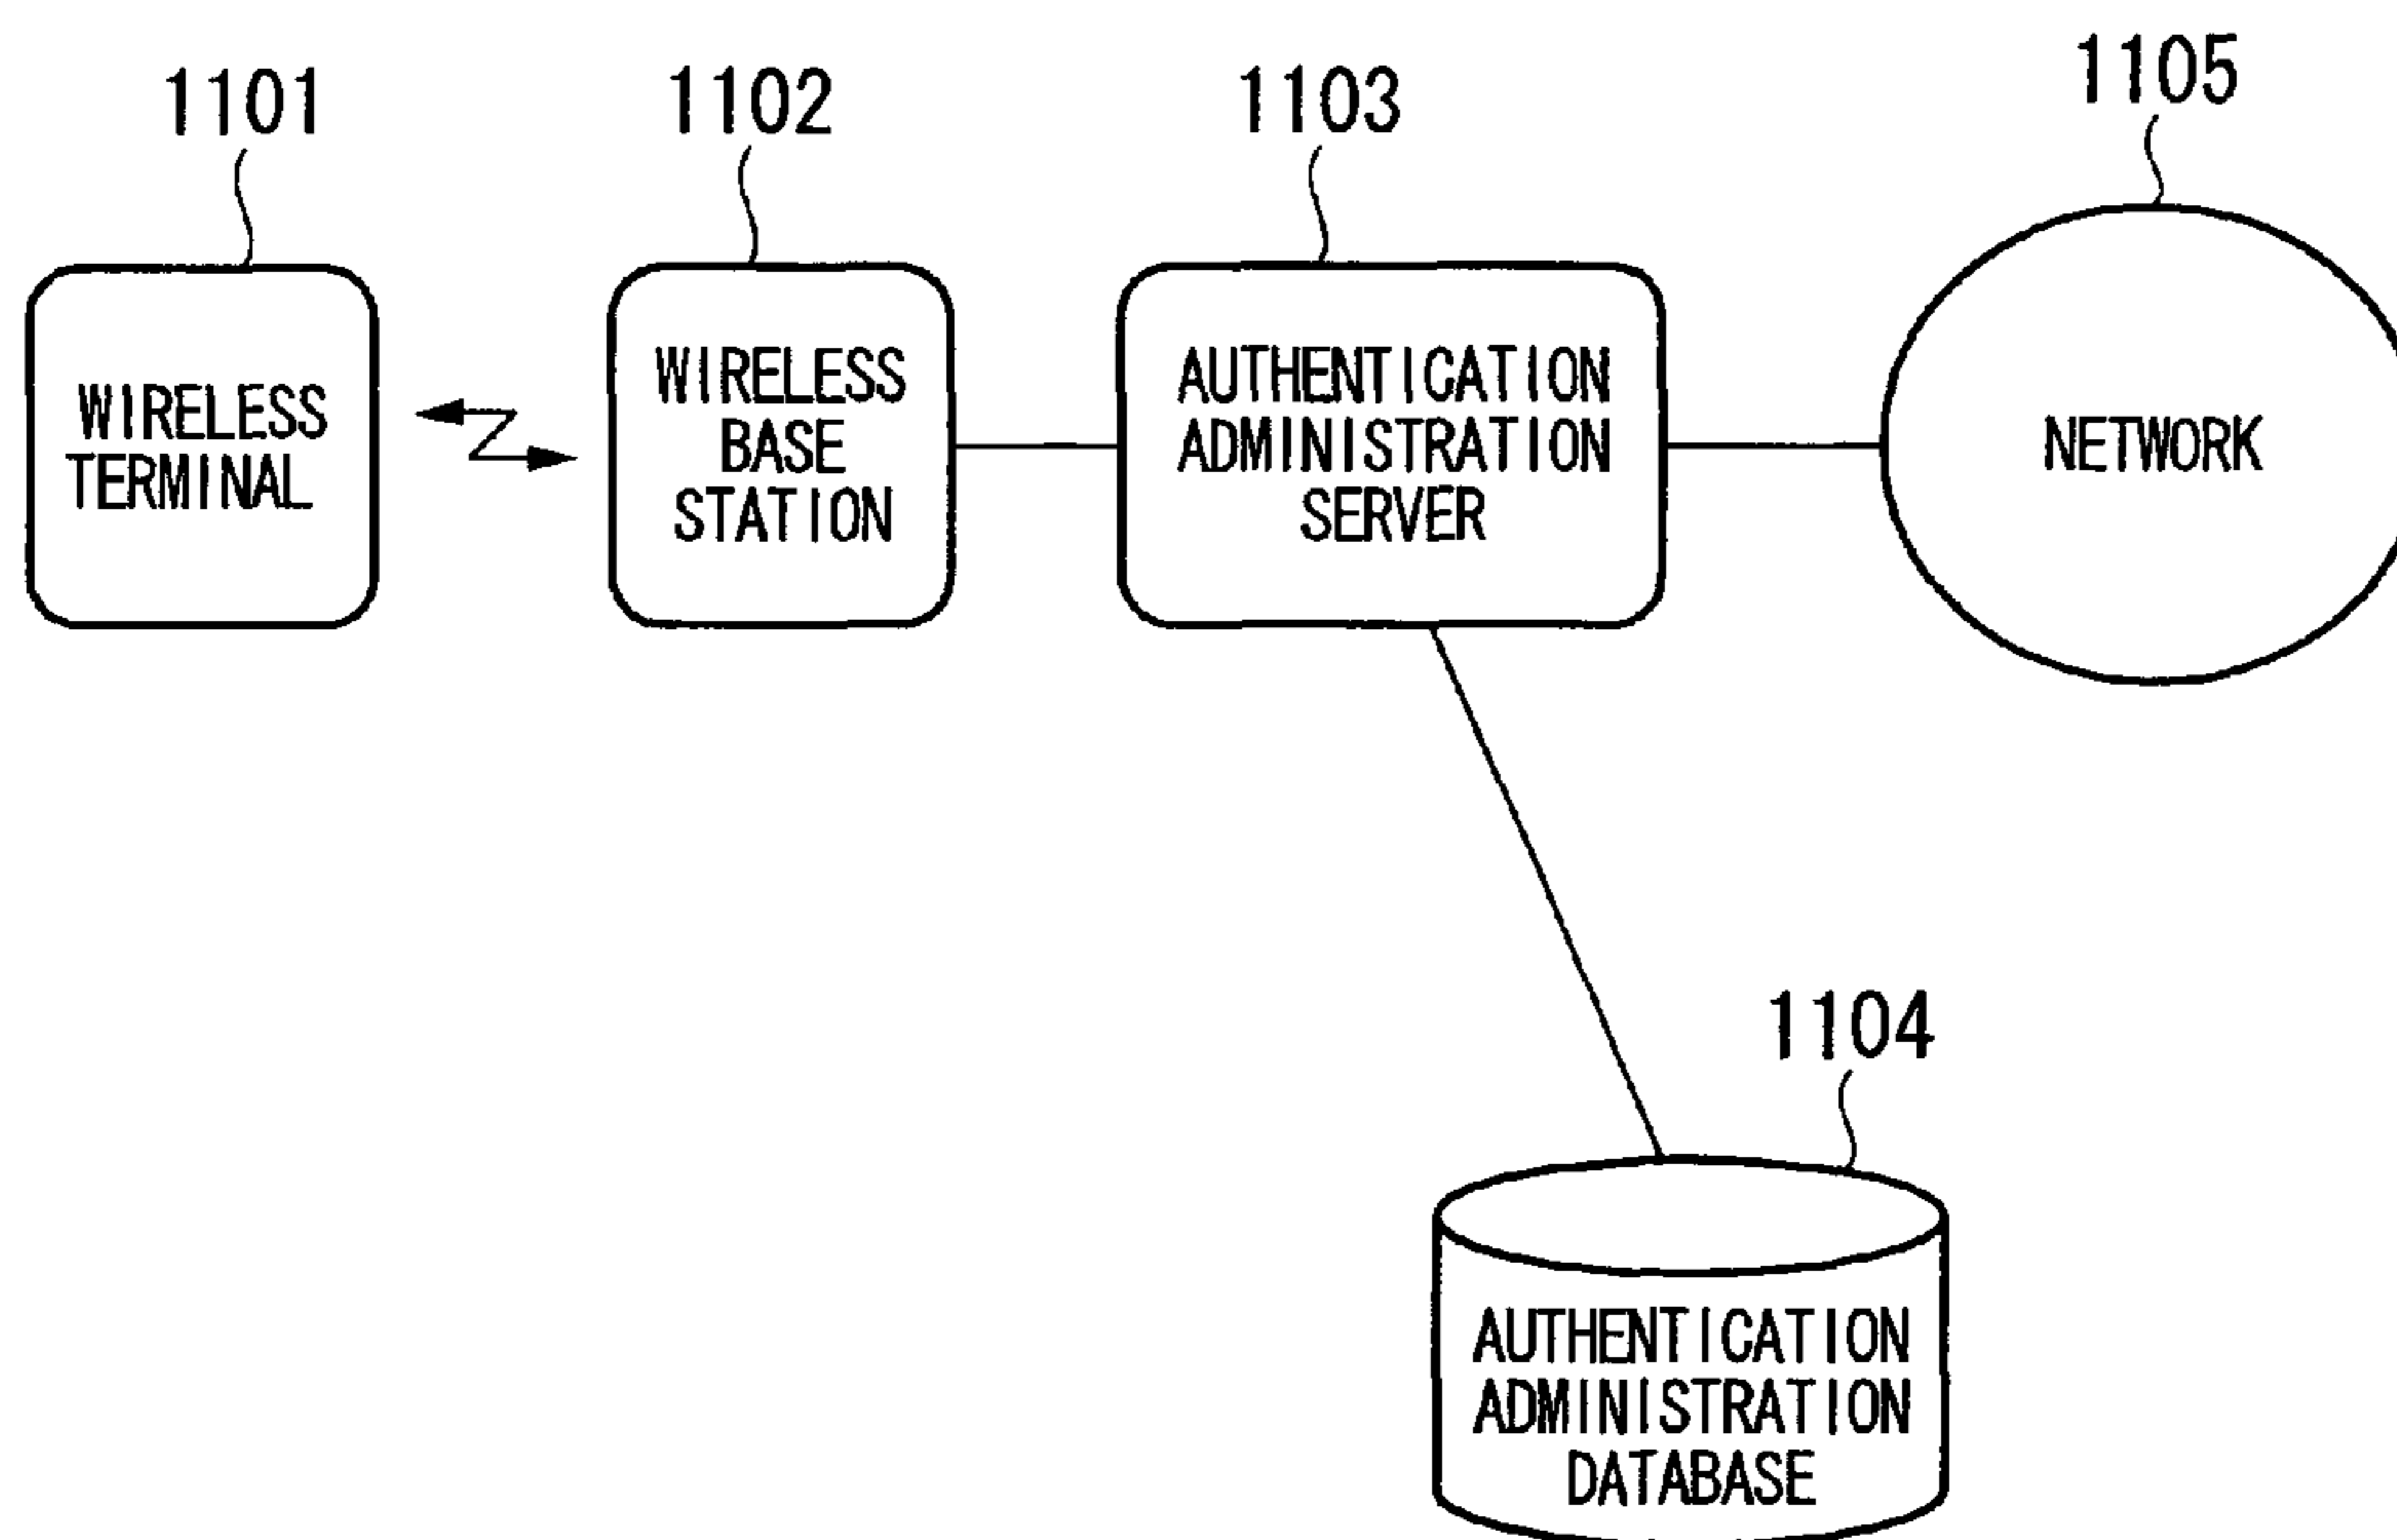 1101
1102
1103
1105
WIRELESS
TERMINAL
WIRELESS
BASE
STATION
AUTHENTICATION
ADMINISTRATION
SERVER
NETWORK
1104
AUTHENTICATION
ADMINISTRATION
DATABASE